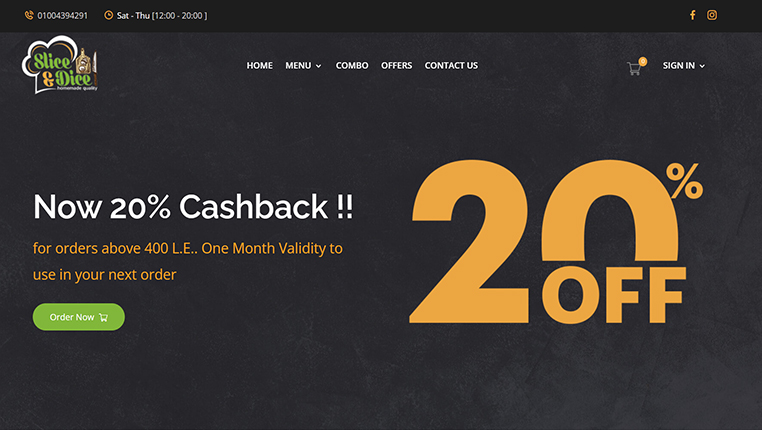 01004394291
Sat - Thu [12:00 - 20:00 ]
Slice
& Dice
homemade quality
HOME
MENU
COMBO
OFFERS
CONTACT US
0
SIGN IN
Now 20% Cashback !!
for orders above 400 L.E.. One Month Validity to
use in your next order
Order Now
20%
OFF